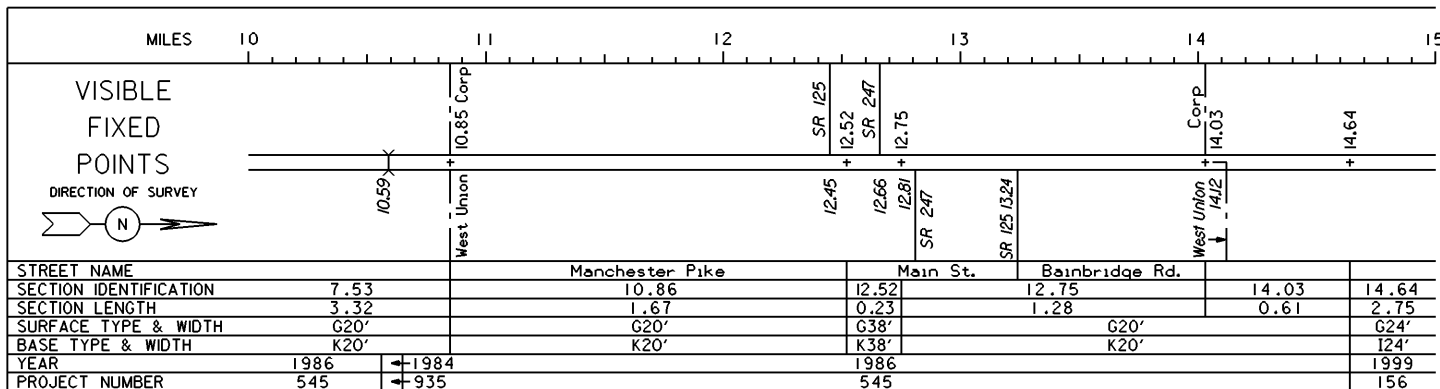 MILES 10 11 12 13 14 15
VISIBLE
FIXED
POINTS
DIRECTION OF SURVEY
N
10.59
10.85 Corp
West Union
SR 125
12.45
12.52
SR 247
12.66
12.75
12.81
SR 247
SR 125 13.24
Corp
14.03
West Union
14.12
14.64
STREET NAME Manchester Pike Main St. Bainbridge Rd.
SECTION IDENTIFICATION 7.53 10.86 12.52 12.75 14.03 14.64
SECTION LENGTH 3.32 1.67 0.23 1.28 0.61 2.75
SURFACE TYPE & WIDTH G20' G20' G38' G20' G24'
BASE TYPE & WIDTH K20' K20' K38' K20' I24'
YEAR 1986 1984 1986 1999
PROJECT NUMBER 545 935 545 156